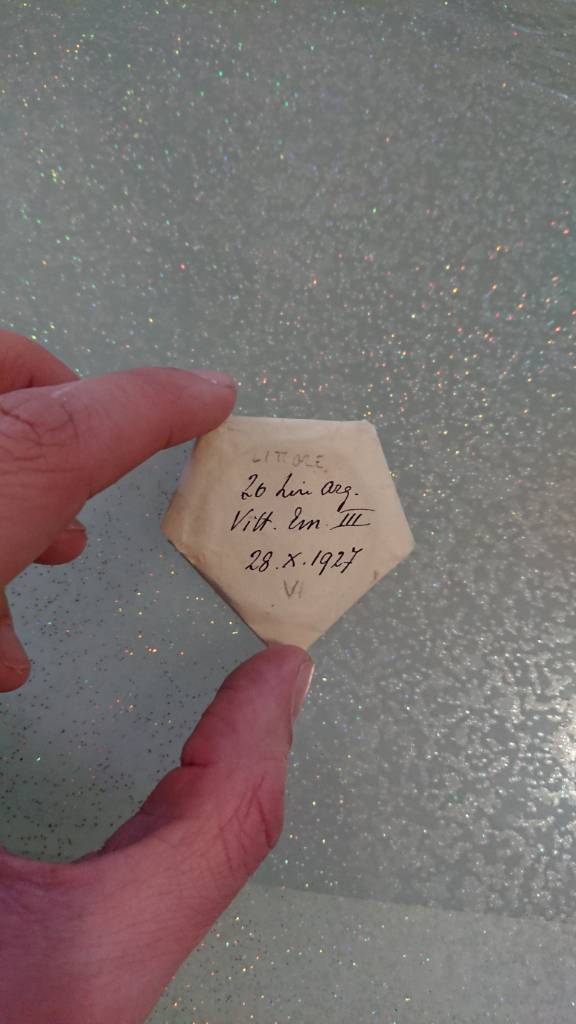 LITTORE
20 Lire arg.
Vitt. Em. III
28.X.1927
VI